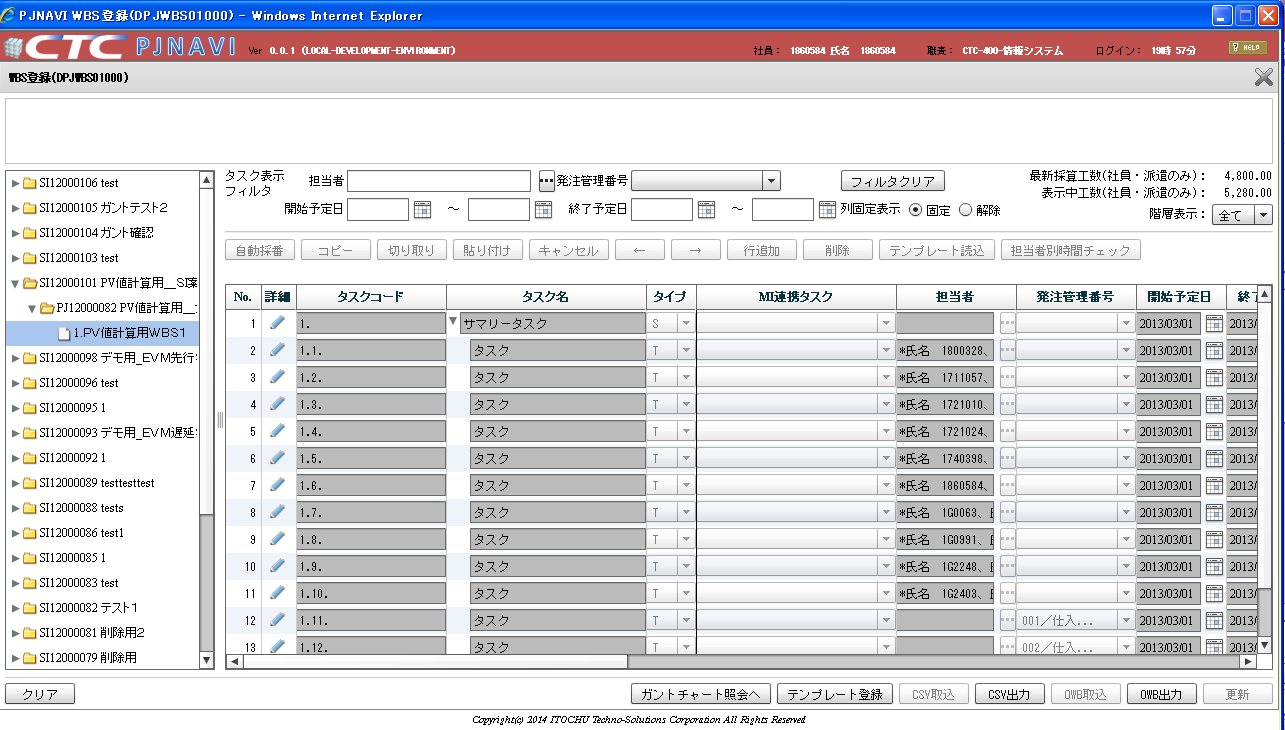 PJNAVI WBS登録(DPJWBS01000) - Windows Internet Explorer
CTC PJNAVI Ver 0.0.1 (LOCAL-DEVELOPMENT-ENVIRONMENT) 社員： 1860584 氏名 1860584 職責： CTC-400-情報システム ログイン： 19時 57分 HELP
WBS登録(DPJWBS01000)
SI12000106 test
SI12000105 ガントテスト2
SI12000104 ガント確認
SI12000103 test
SI12000101 PV値計算用__SI案
PJ12000082 PV値計算用__
1.PV値計算用WBS1
SI12000098 デモ用_EVM先行
SI12000096 test
SI12000095 1
SI12000093 デモ用_EVM遅延
SI12000092 1
SI12000089 testtesttest
SI12000088 tests
SI12000086 test1
SI12000085 1
SI12000083 test
SI12000082 テスト1
SI12000081 削除用2
SI12000079 削除用
タスク表示
フィルタ
担当者 発注管理番号 フィルタクリア
開始予定日 ～ 終了予定日 ～ 列固定表示 固定 解除
最新採算工数(社員・派遣のみ)： 4,800.00
表示中工数(社員・派遣のみ)： 5,280.00
階層表示： 全て
自動採番 コピー 切り取り 貼り付け キャンセル ← → 行追加 削除 テンプレート読込 担当者別時間チェック
No. 詳細 タスクコード タスク名 タイプ MI連携タスク 担当者 発注管理番号 開始予定日 終了
1 1. サマリータスク S 2013/03/01 2013/
2 1.1. タスク T *氏名 1800328、 2013/03/01 2013/
3 1.2. タスク T *氏名 1711057、 2013/03/01 2013/
4 1.3. タスク T *氏名 1721010、 2013/03/01 2013/
5 1.4. タスク T *氏名 1721024、 2013/03/01 2013/
6 1.5. タスク T *氏名 1740398、 2013/03/01 2013/
7 1.6. タスク T *氏名 1860584、 2013/03/01 2013/
8 1.7. タスク T *氏名 1G0063、 2013/03/01 2013/
9 1.8. タスク T *氏名 1G0991、 2013/03/01 2013/
10 1.9. タスク T *氏名 1G2248、 2013/03/01 2013/
11 1.10. タスク T *氏名 1G2403、 2013/03/01 2013/
12 1.11. タスク T 001／仕入... 2013/03/01 2013/
13 1.12. タスク T 002／仕入... 2013/03/01 2013/
クリア ガントチャート照会へ テンプレート登録 CSV取込 CSV出力 OWB取込 OWB出力 更新
Copyright(c) 2014 ITOCHU Techno-Solutions Corporation All Rights Reserved